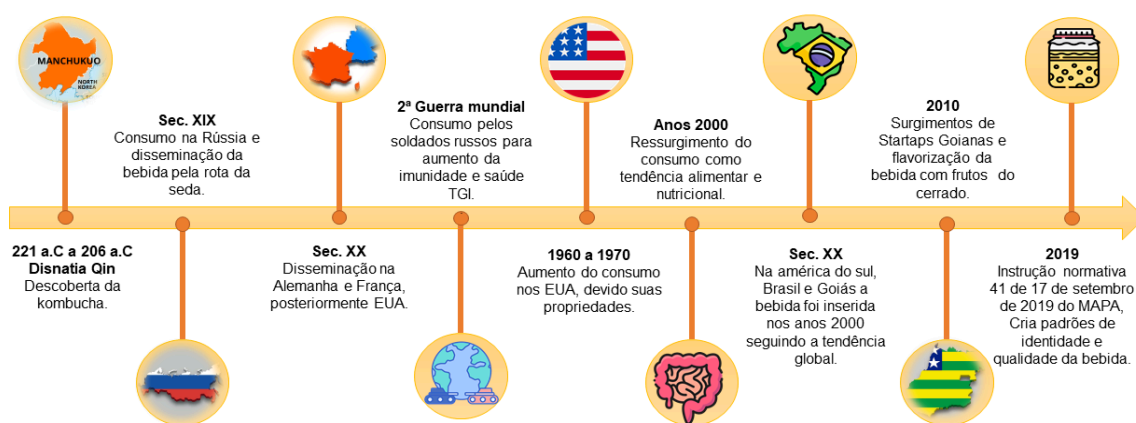 MANCHUKUO
NORTH
KOREA
221 a.C a 206 a.C
Disnatia Qin
Descoberta da
kombucha.
Sec. XIX
Consumo na Rússia e
disseminação da
bebida pela rota da
seda.
Sec. XX
Disseminação na
Alemanha e França,
posteriormente EUA.
2ª Guerra mundial
Consumo pelos
soldados russos para
aumento da
imunidade e saúde
TGI.
1960 a 1970
Aumento do consumo
nos EUA, devido suas
propriedades.
Anos 2000
Ressurgimento do
consumo como
tendência alimentar e
nutricional.
Sec. XX
Na américa do sul,
Brasil e Goiás a
bebida foi inserida
nos anos 2000
seguindo a tendência
global.
2010
Surgimentos de
Startaps Goianas e
flavorização da
bebida com frutos do
cerrado.
2019
Instrução normativa
41 de 17 de setembro
de 2019 do MAPA,
Cria padrões de
identidade e
qualidade da bebida.